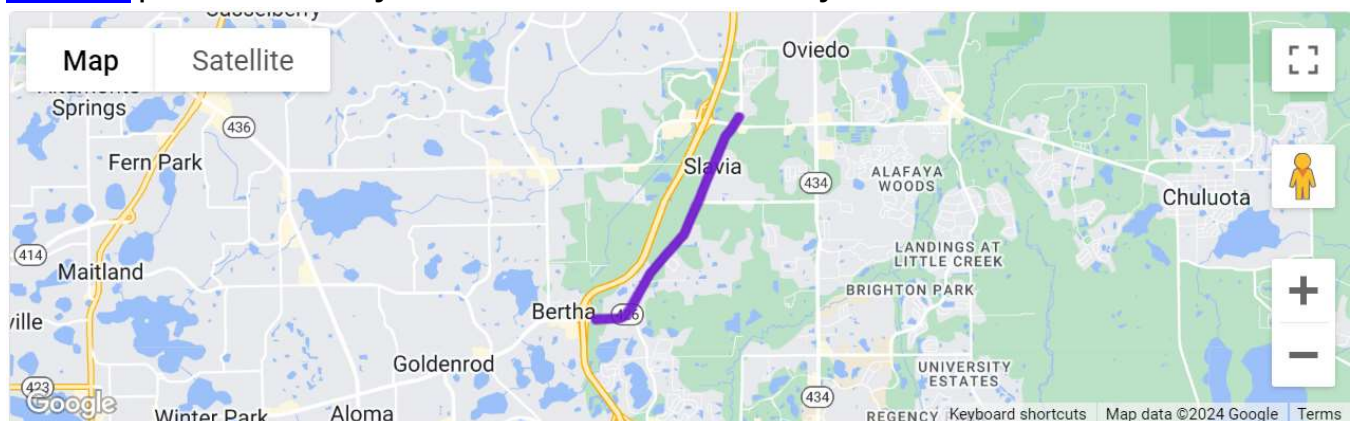 Map
Satellite
Oviedo
Springs
436
Fern Park
Slavia
434
ALAFAYA
WOODS
Chuluota
414
Maitland
LANDINGS AT
LITTLE CREEK
BRIGHTON PARK
Bertha
426
ville
Goldenrod
UNIVERSITY
ESTATES
423
Google
Winter Park
Aloma
434
REGENCY
Keyboard shortcuts
Map data ©2024 Google
Terms